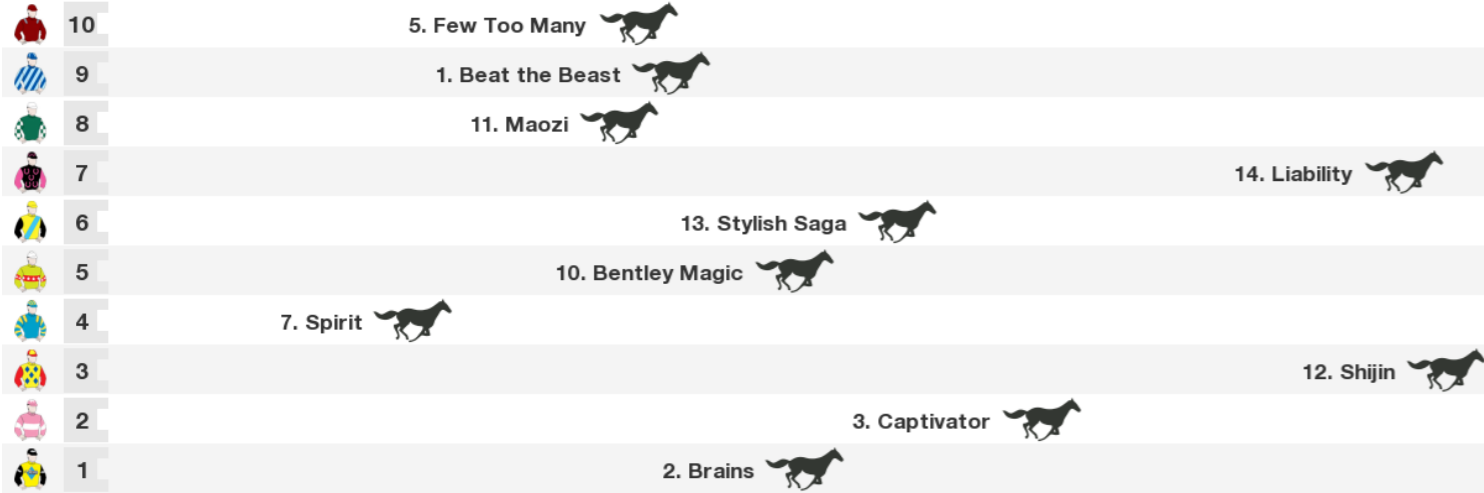 10 5. Few Too Many
9 1. Beat the Beast
8 11. Maozi
7 14. Liability
6 13. Stylish Saga
5 10. Bentley Magic
4 7. Spirit
3 12. Shijin
2 3. Captivator
1 2. Brains